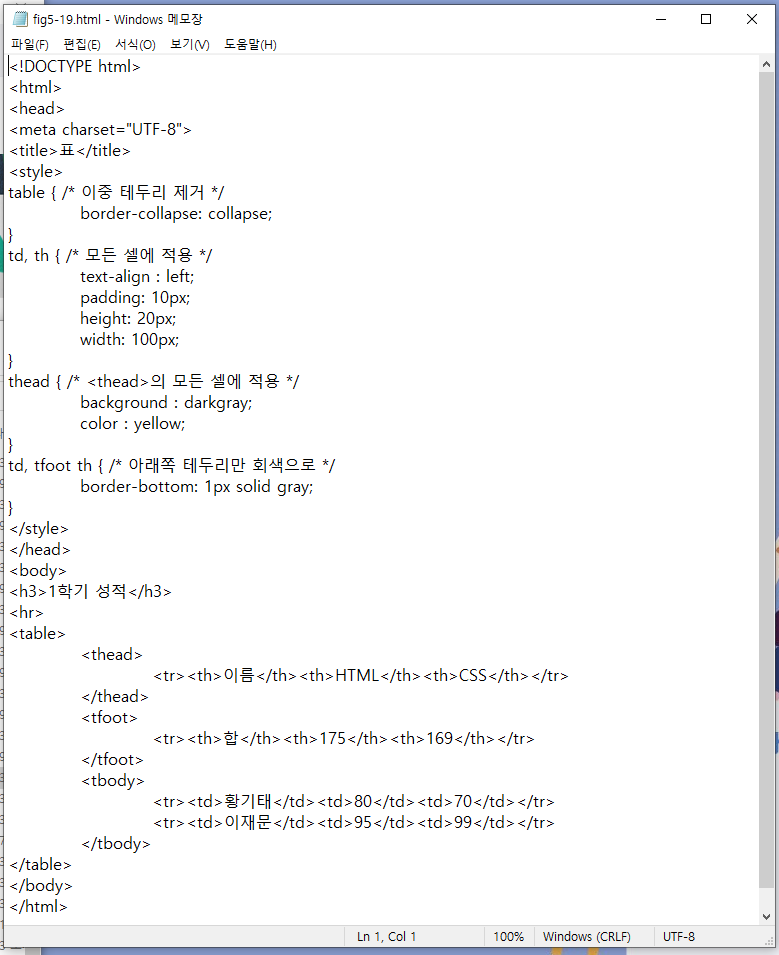 fig5-19.html - Windows 메모장
파일(F) 편집(E) 서식(O) 보기(V) 도움말(H)
<!DOCTYPE html>
<html>
<head>
<meta charset="UTF-8">
<title>표</title>
<style>
table { /* 이중 테두리 제거 */
border-collapse: collapse;
}
td, th { /* 모든 셀에 적용 */
text-align : left;
padding: 10px;
height: 20px;
width: 100px;
}
thead { /* <thead>의 모든 셀에 적용 */
background : darkgray;
color : yellow;
}
td, tfoot th { /* 아래쪽 테두리만 회색으로 */
border-bottom: 1px solid gray;
}
</style>
</head>
<body>
<h3>1학기 성적</h3>
<hr>
<table>
<thead>
<tr><th>이름</th><th>HTML</th><th>CSS</th></tr>
</thead>
<tfoot>
<tr><th>합</th><th>175</th><th>169</th></tr>
</tfoot>
<tbody>
<tr><td>황기태</td><td>80</td><td>70</td></tr>
<tr><td>이재문</td><td>95</td><td>99</td></tr>
</tbody>
</table>
</body>
</html>
Ln 1, Col 1 100% Windows (CRLF) UTF-8